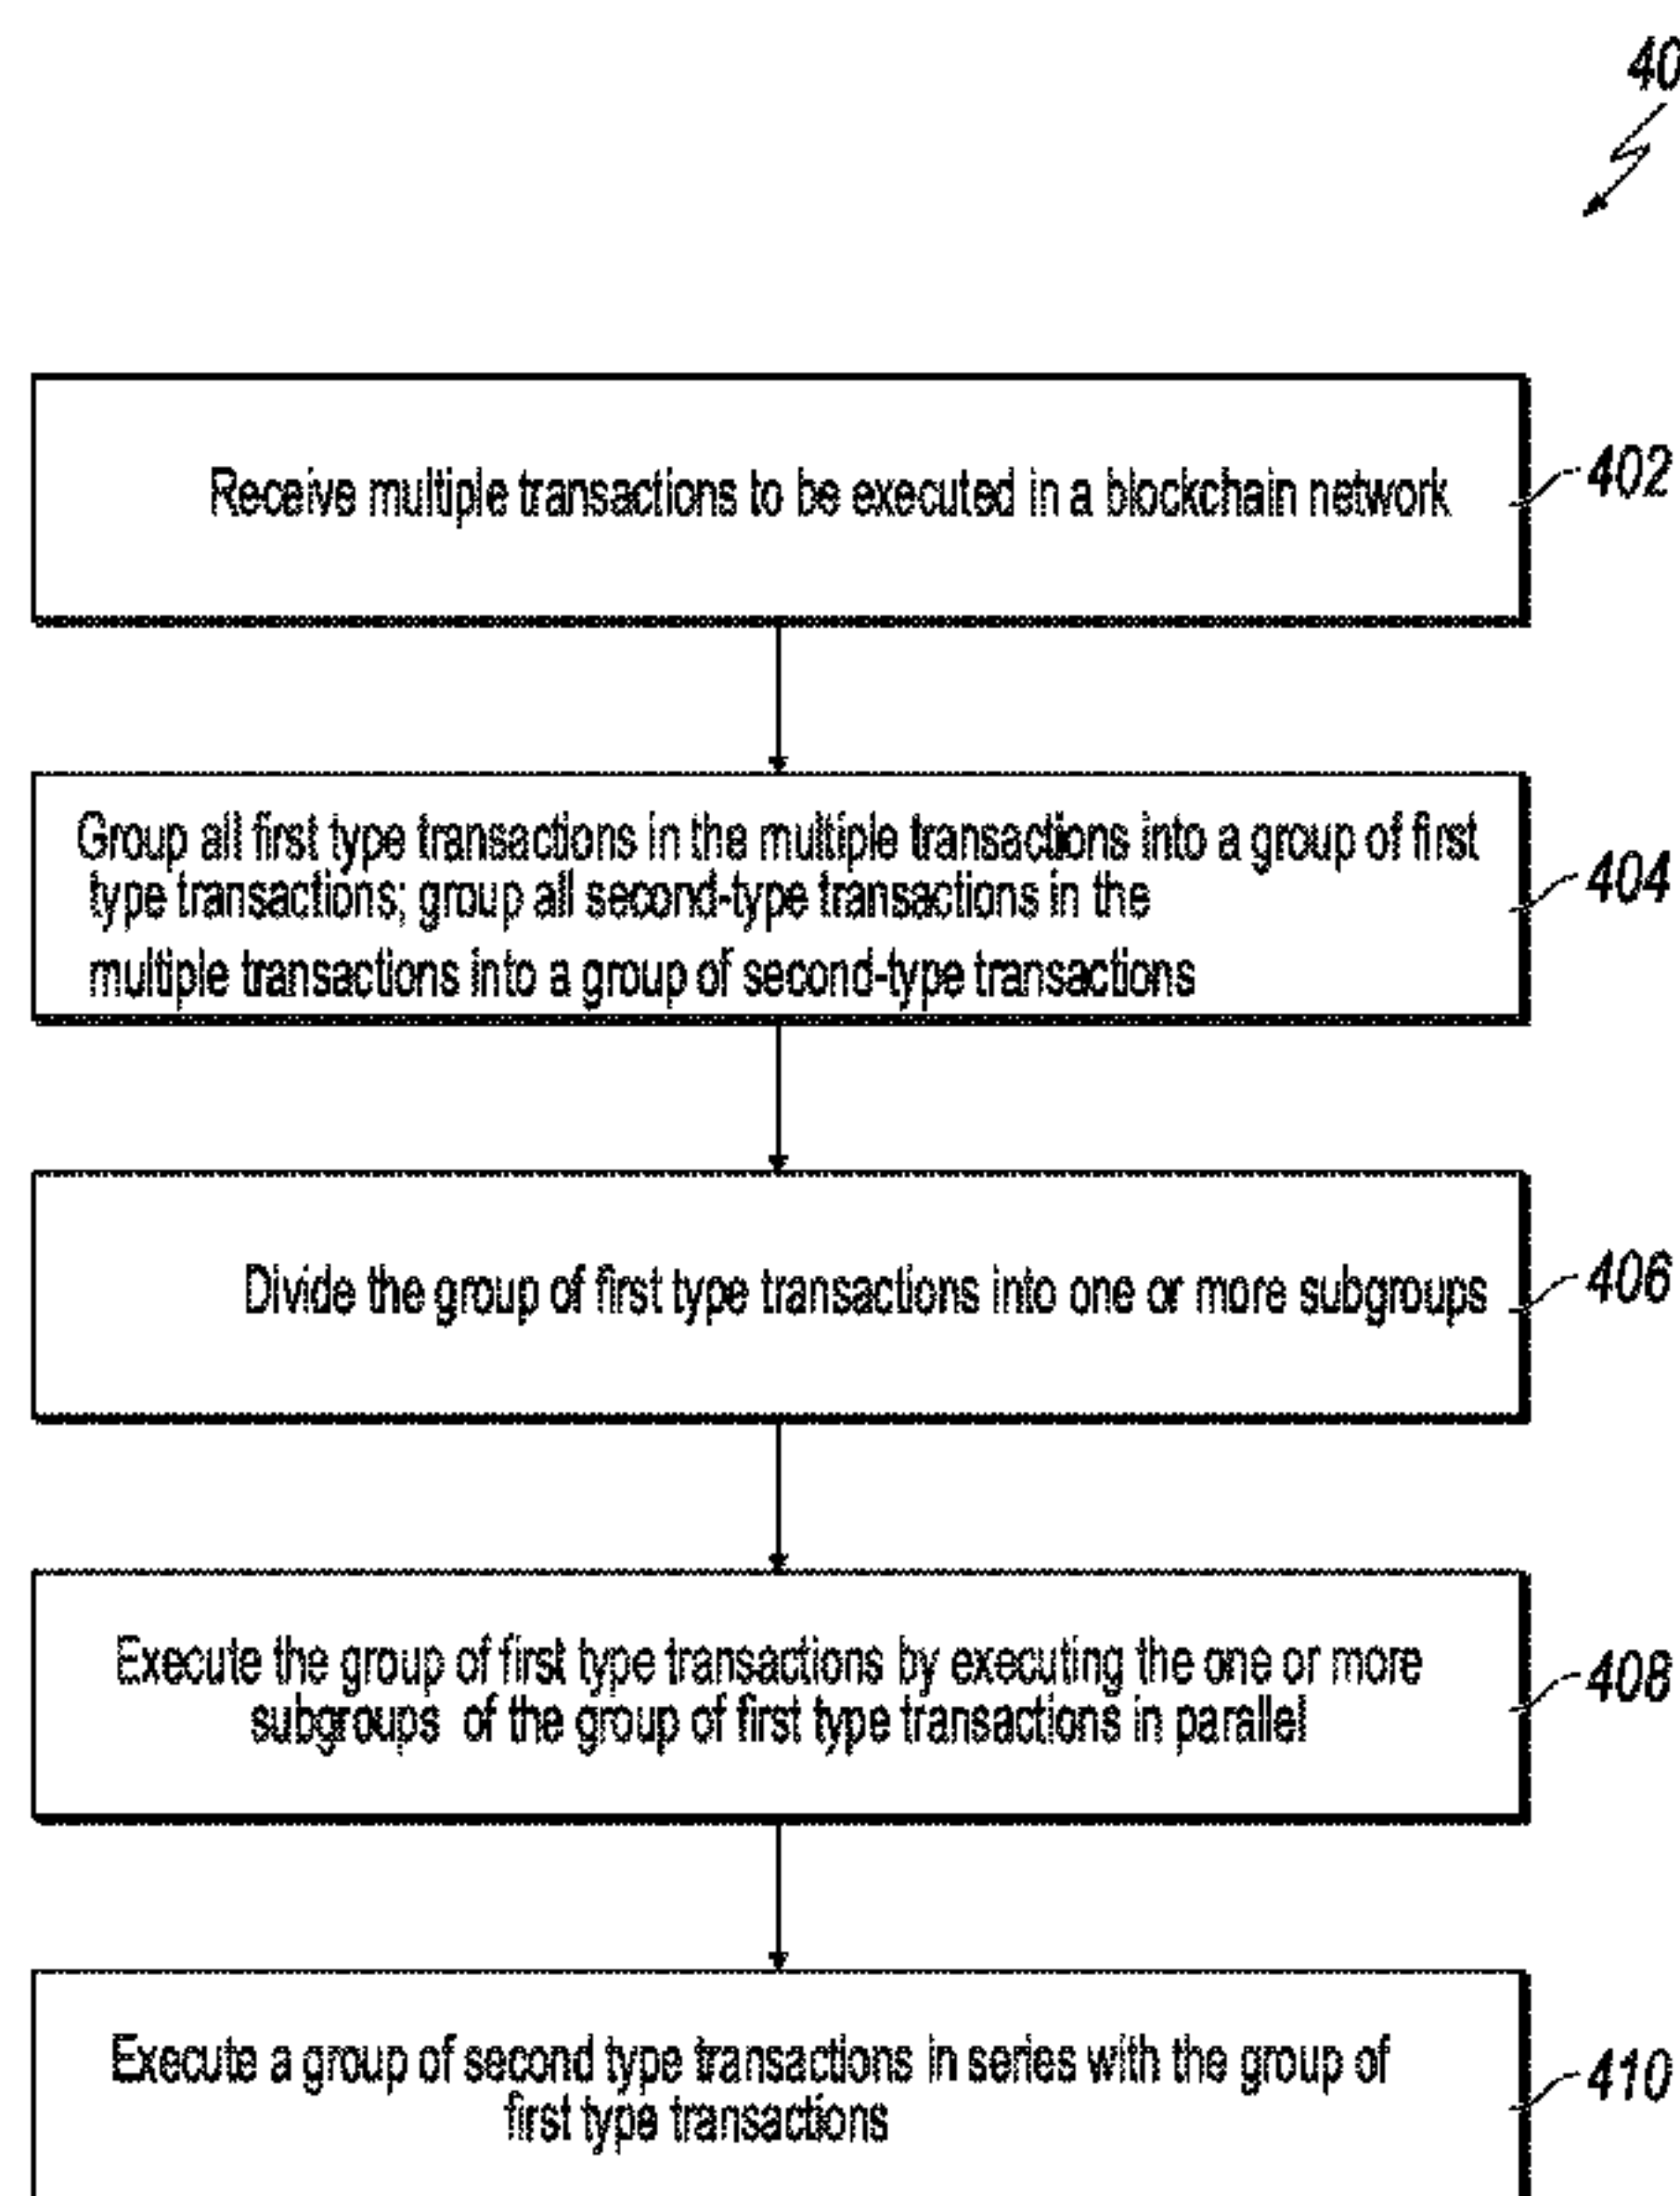 40
Receive multiple transactions to be executed in a blockchain network
402
Group all first type transactions in the multiple transactions into a group of first
type transactions; group all second-type transactions in the
multiple transactions into a group of second-type transactions
404
Divide the group of first type transactions into one or more subgroups
406
Execute the group of first type transactions by executing the one or more
subgroups of the group of first type transactions in parallel
408
Execute a group of second type transactions in series with the group of
first type transactions
410